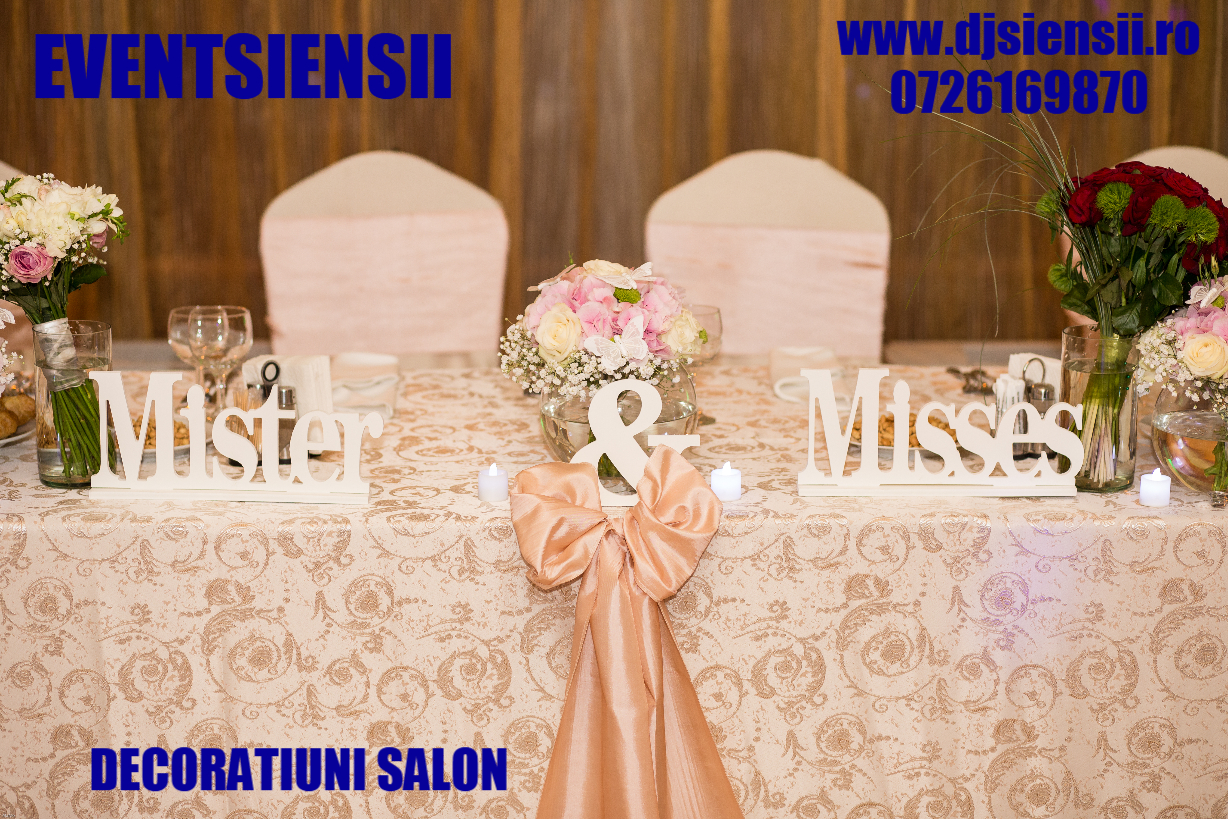 EVENTSIENSII
www.djsiensii.ro
0726169870
Mister & Misses
DECORATIUNI SALON